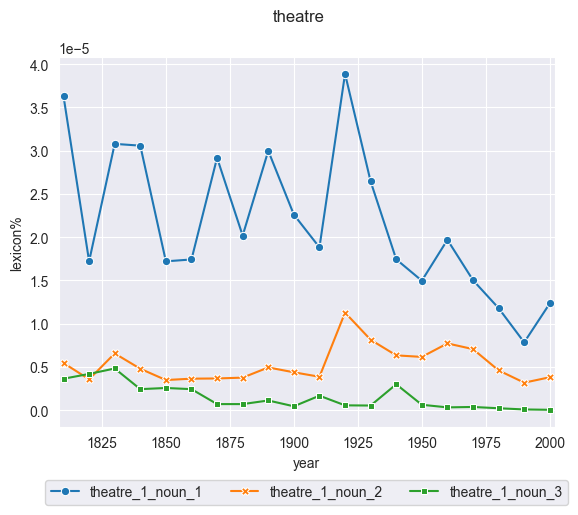 theatre
1e−5
4.0
3.5
3.0
2.5
2.0
1.5
1.0
0.5
0.0
lexicon%
1825 1850 1875 1900 1925 1950 1975 2000
year
theatre_1_noun_1 theatre_1_noun_2 theatre_1_noun_3